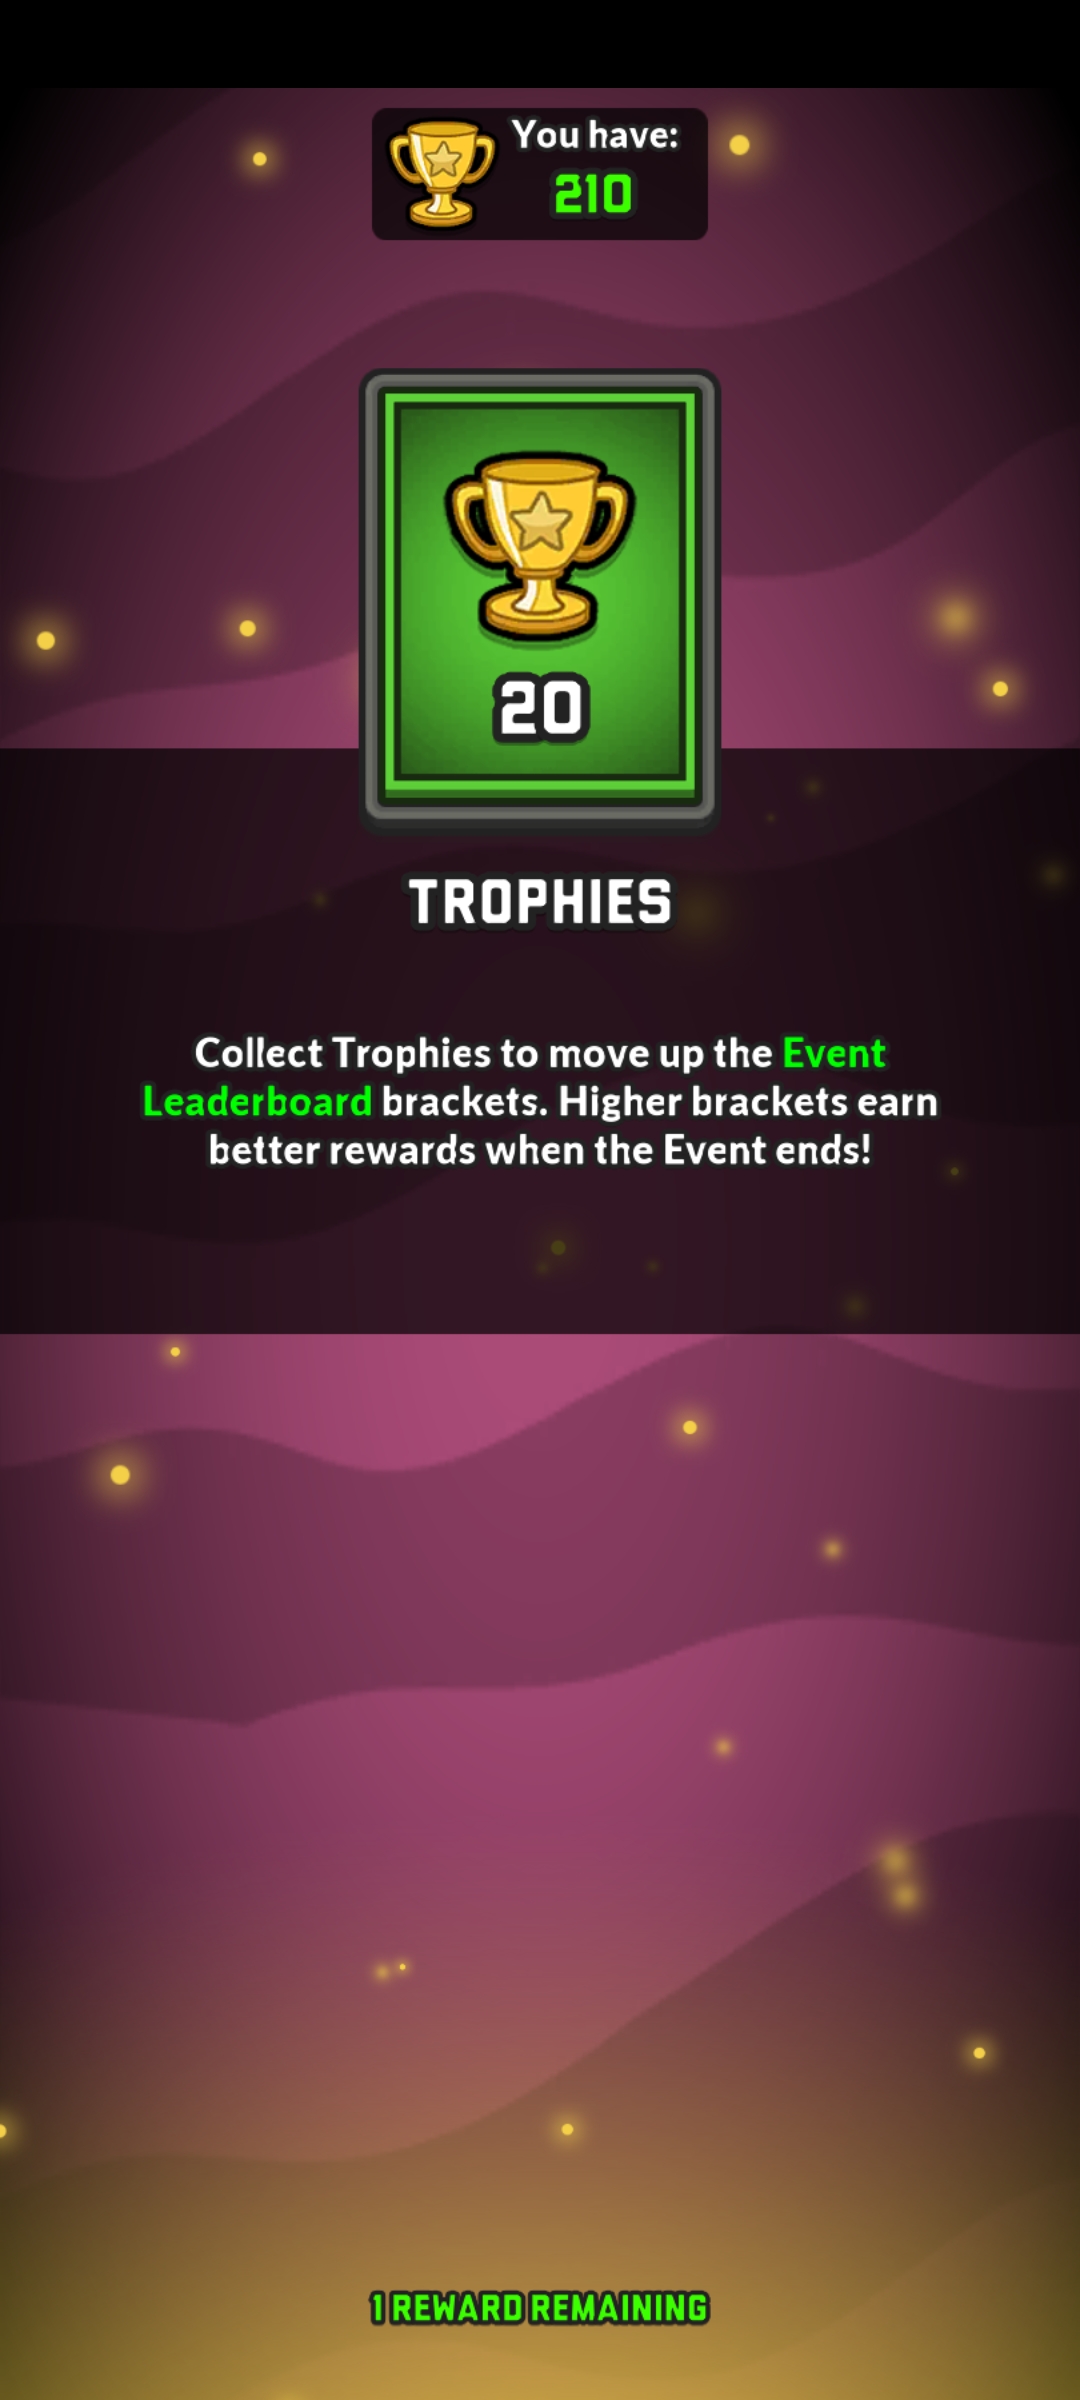 You have:
210
20
TROPHIES
Collect Trophies to move up the Event
Leaderboard brackets. Higher brackets earn
better rewards when the Event ends!
1 REWARD REMAINING